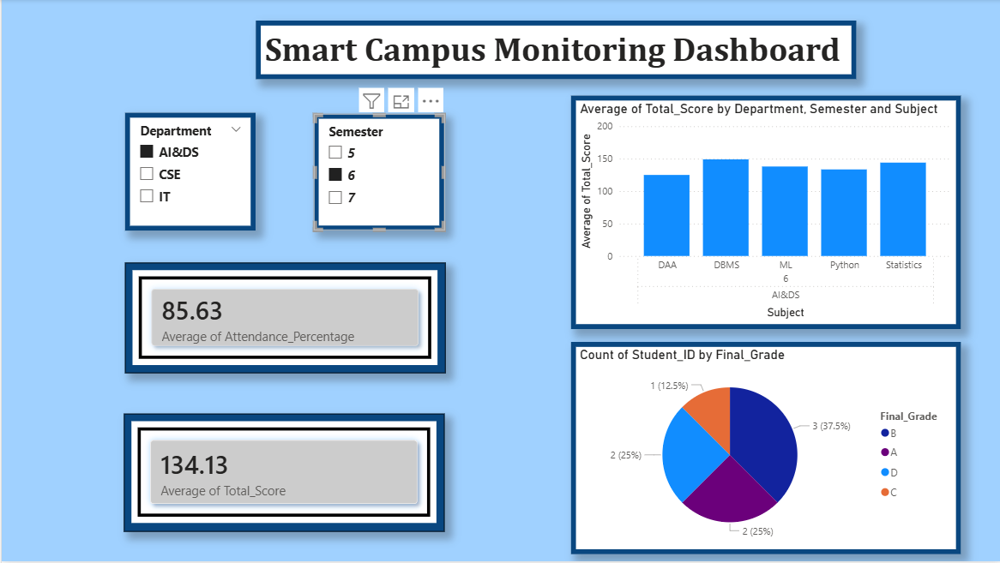 Smart Campus Monitoring Dashboard
Department
AI&DS
CSE
IT
Semester
5
6
7
85.63
Average of Attendance_Percentage
134.13
Average of Total_Score
Average of Total_Score by Department, Semester and Subject
Average of Total_Score
200
150
100
50
0
DAA DBMS ML Python Statistics
6
AI&DS
Subject
Count of Student_ID by Final_Grade
1 (12.5%)
3 (37.5%)
2 (25%)
2 (25%)
Final_Grade
B
A
D
C